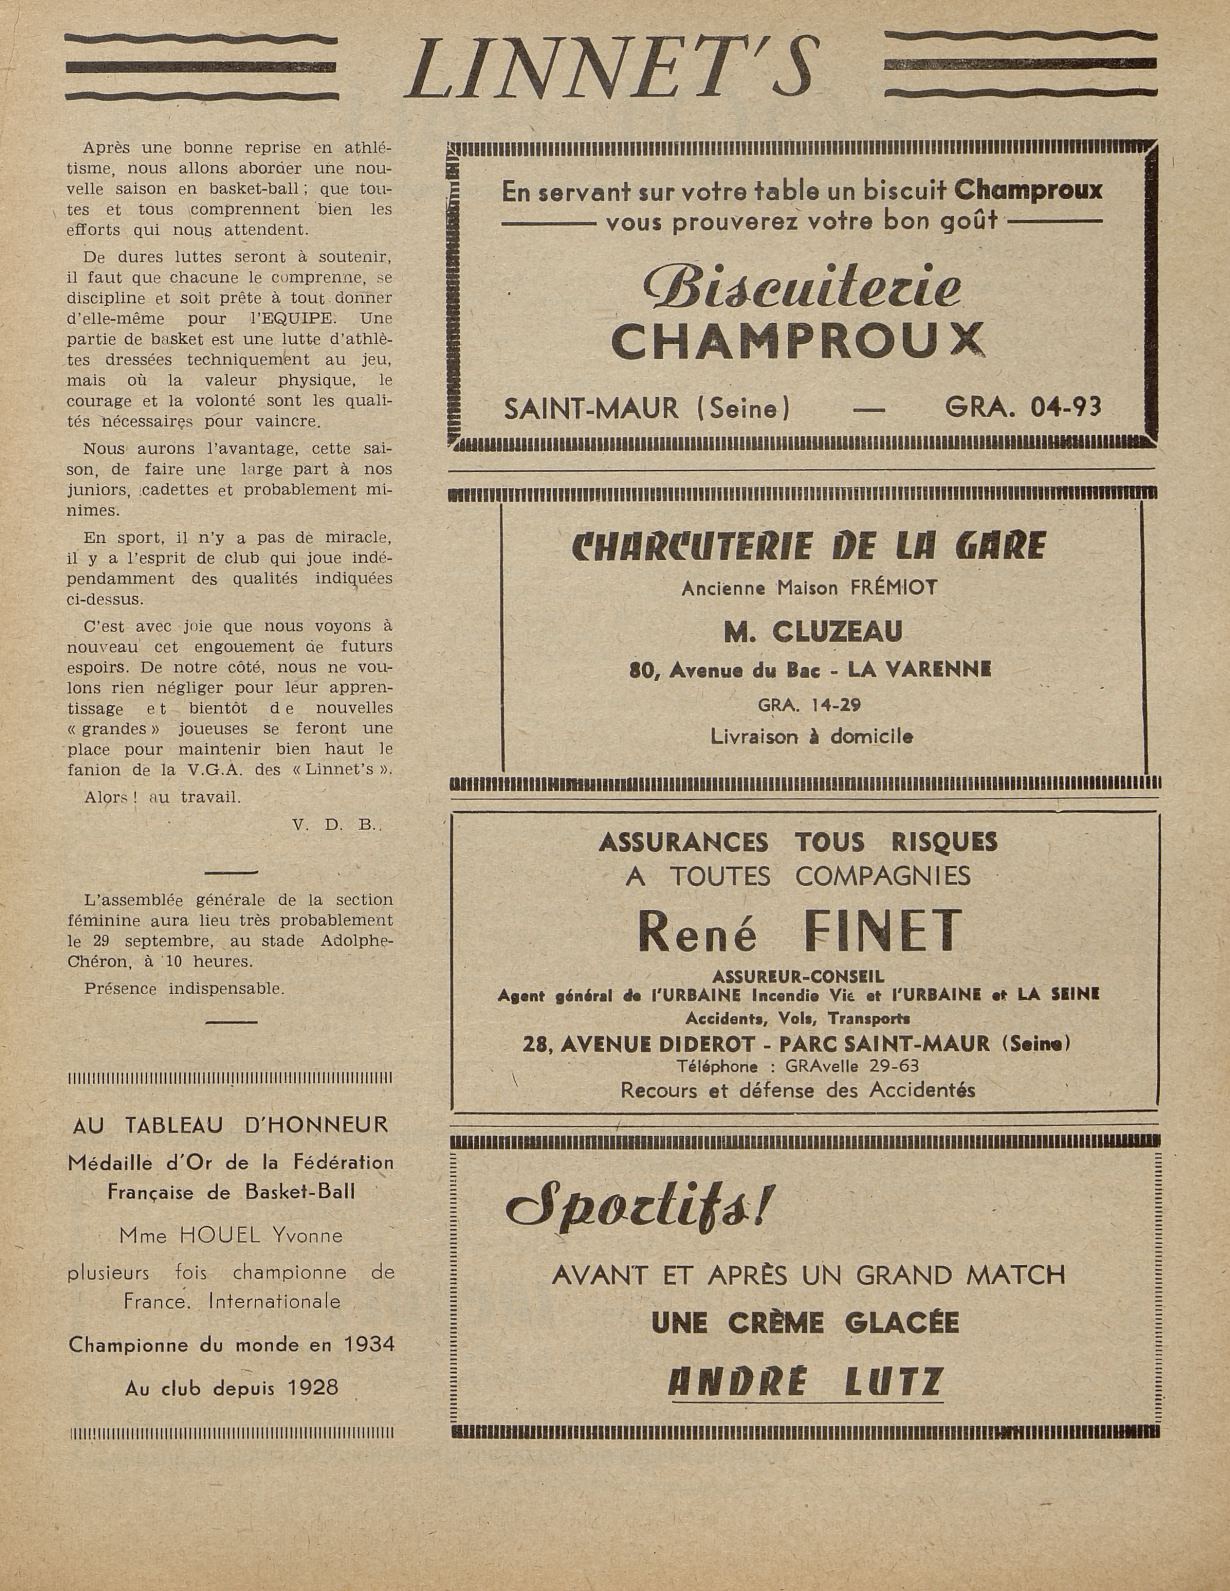 LINNET'S
Après une bonne reprise en athlé-
tisme, nous allons aborder une nou-
velle saison en basket-ball ; que tou-
tes et tous comprennent bien les
efforts qui nous attendent.
De dures luttes seront à soutenir,
il faut que chacune le comprenne, se
discipline et soit prête à tout donner
d'elle-même pour l'EQUIPE. Une
partie de basket est une lutte d'athlè-
tes dressées techniquement au jeu,
mais où la valeur physique, le
courage et la volonté sont les quali-
tés nécessaires pour vaincre.
Nous aurons l'avantage, cette sai-
son, de faire une large part à nos
juniors, cadettes et probablement mi-
nimes.
En sport, il n'y a pas de miracle,
il y a l'esprit de club qui joue indé-
pendamment des qualités indiquées
ci-dessus.
C'est avec joie que nous voyons à
nouveau cet engouement de futurs
espoirs. De notre côté, nous ne vou-
lons rien négliger pour leur appren-
tissage et bientôt de nouvelles
« grandes » joueuses se feront une
place pour maintenir bien haut le
fanion de la V.G.A. des « Linnet's ».
Alors ! au travail.
V. D. B.
L'assemblée générale de la section
féminine aura lieu très probablement
le 29 septembre, au stade Adolphe-
Chéron, à 10 heures.
Présence indispensable.
AU TABLEAU D'HONNEUR
Médaille d'Or de la Fédération
Française de Basket-Ball
Mme HOUEL Yvonne
plusieurs fois championne de
France. Internationale
Championne du monde en 1934
Au club depuis 1928
En servant sur votre table un biscuit Champroux
vous prouverez votre bon goût
Biscuiterie
CHAMPROUX
SAINT-MAUR (Seine) — GRA. 04-93
CHARCUTERIE DE LA GARE
Ancienne Maison FRÉMIOT
M. CLUZEAU
80, Avenue du Bac - LA VARENNE
GRA. 14-29
Livraison à domicile
ASSURANCES TOUS RISQUES
A TOUTES COMPAGNIES
René FINET
ASSUREUR-CONSEIL
Agent général de l'URBAINE Incendie Vie et l'URBAINE et LA SEINE
Accidents, Vols, Transports
28, AVENUE DIDEROT - PARC SAINT-MAUR (Seine)
Téléphone : GRAvelle 29-63
Recours et défense des Accidentés
Sportifs!
AVANT ET APRÈS UN GRAND MATCH
UNE CRÈME GLACÉE
ANDRÉ LUTZ